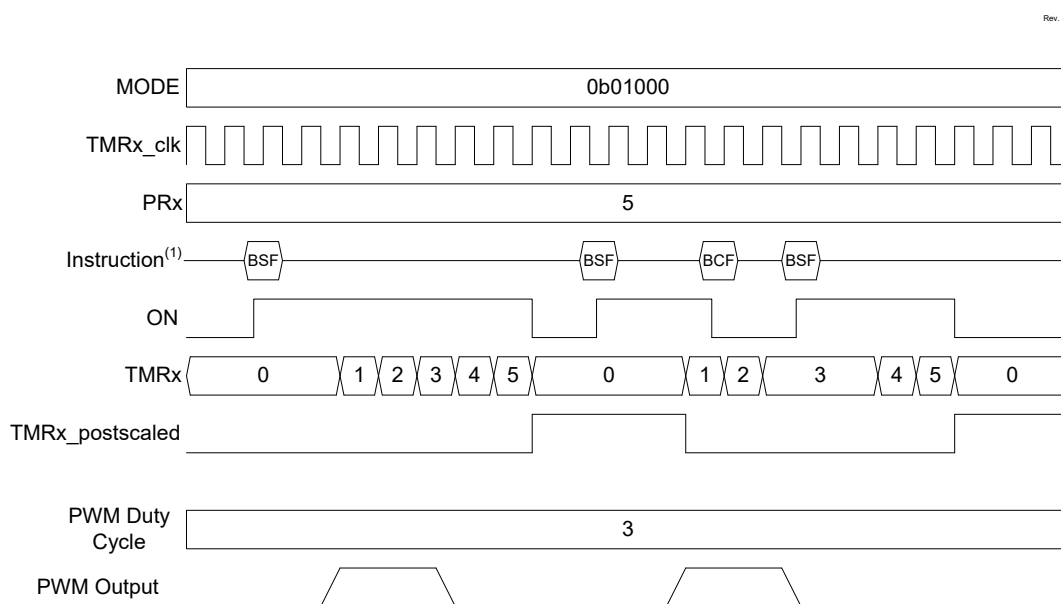 Rev.
MODE 0b01000
TMRx_clk
PRx 5
Instruction(1) BSF BSF BCF BSF
ON
TMRx 0 1 2 3 4 5 0 1 2 3 4 5 0
TMRx_postscaled
PWM Duty
Cycle 3
PWM Output